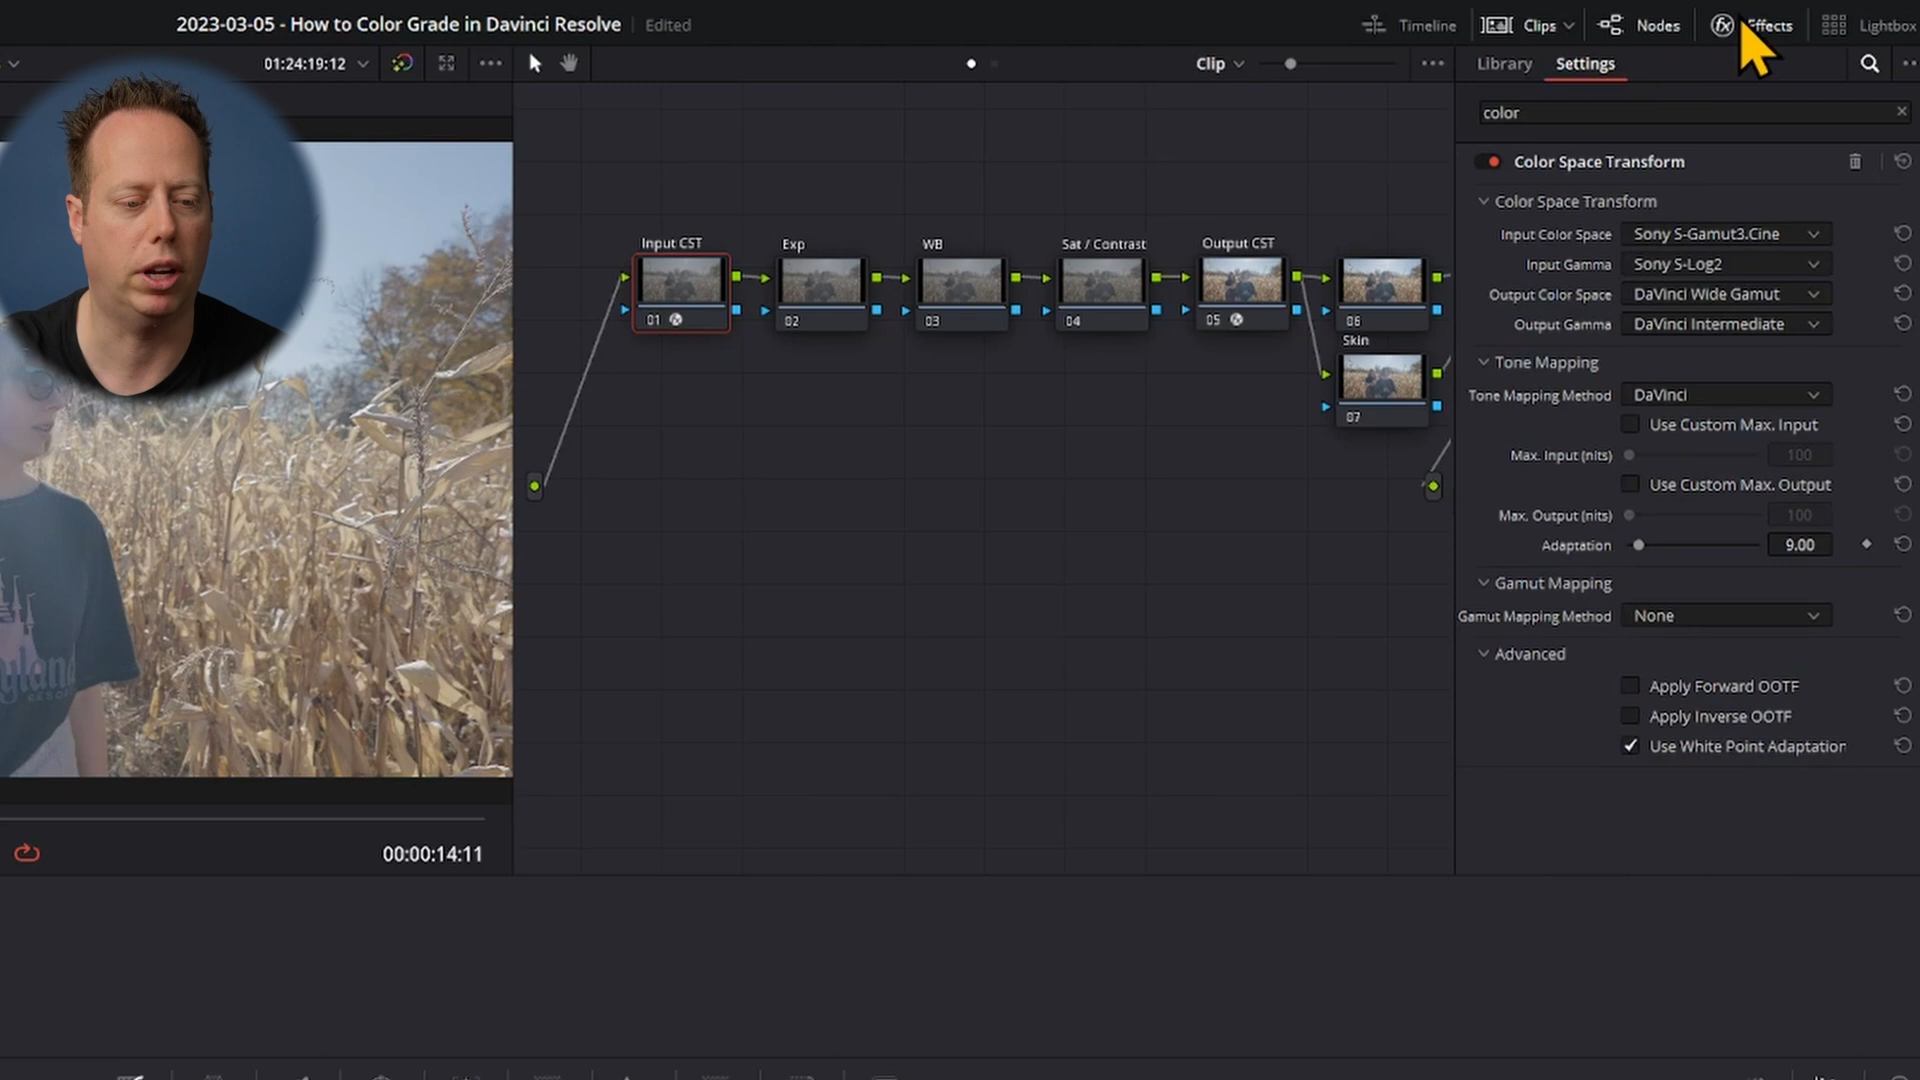 2023-03-05 - How to Color Grade in Davinci Resolve
Edited
Timeline
Clips
Nodes
Effects
Lightbox
01:24:19:12
Clip
Library
Settings
color
Color Space Transform
Color Space Transform
Input Color Space Sony S-Gamut3.Cine
Input Gamma Sony S-Log2
Output Color Space DaVinci Wide Gamut
Output Gamma DaVinci Intermediate
Tone Mapping
Tone Mapping Method DaVinci
Use Custom Max. Input
Max. Input (nits) 100
Use Custom Max. Output
Max. Output (nits) 100
Adaptation 9.00
Gamut Mapping
Gamut Mapping Method None
Advanced
Apply Forward OOTF
Apply Inverse OOTF
Use White Point Adaptation
Input CST
Exp
WB
Sat / Contrast
Output CST
01
02
03
04
05
06
Skin
07
00:00:14:11